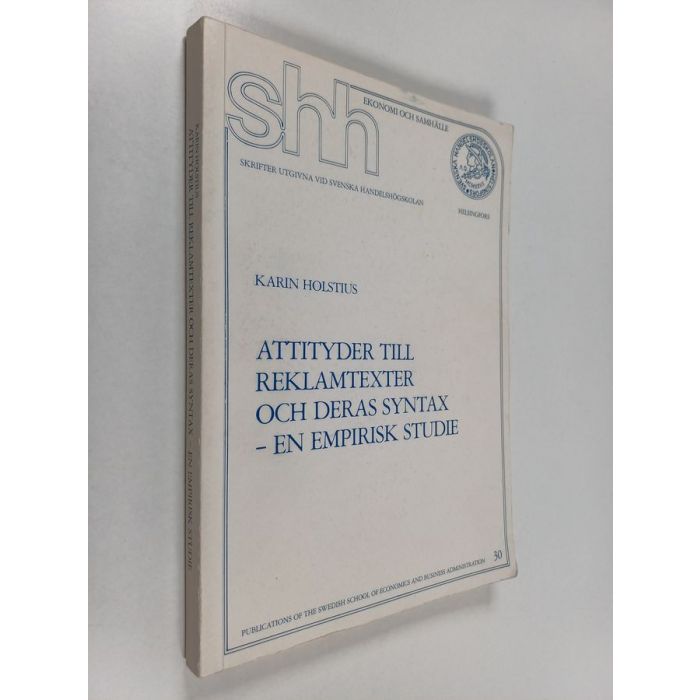 shh
EKONOMI OCH SAMHÄLLE
SKRIFTER UTGIVNA VID SVENSKA HANDELSHÖGSKOLAN
HELSINGFORS
KARIN HOLSTIUS
ATTITYDER TILL
REKLAMTEXTER
OCH DERAS SYNTAX
– EN EMPIRISK STUDIE
PUBLICATIONS OF THE SWEDISH SCHOOL OF ECONOMICS AND BUSINESS ADMINISTRATION
30
KARIN HOLSTIUS
ATTITYDER TILL REKLAMTEXTER OCH DERAS SYNTAX – EN EMPIRISK STUDIE